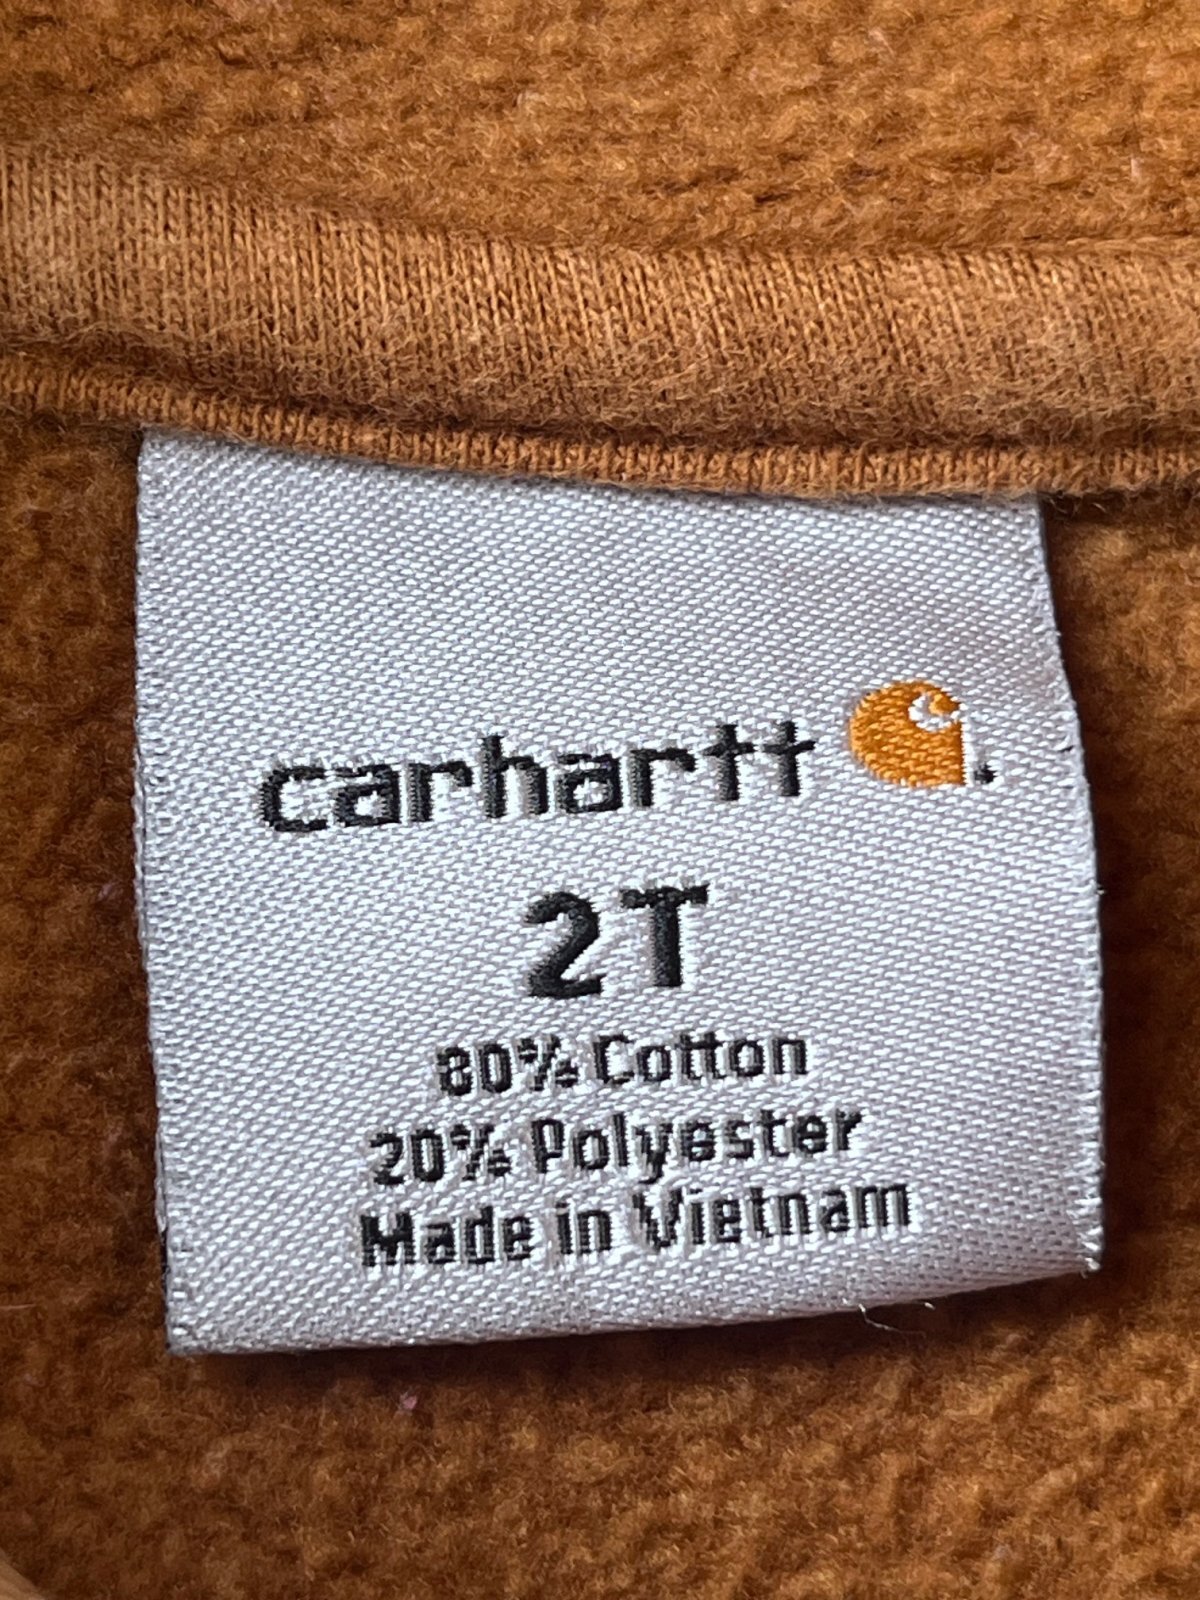 carhartt
2T
80% Cotton
20% Polyester
Made in Vietnam